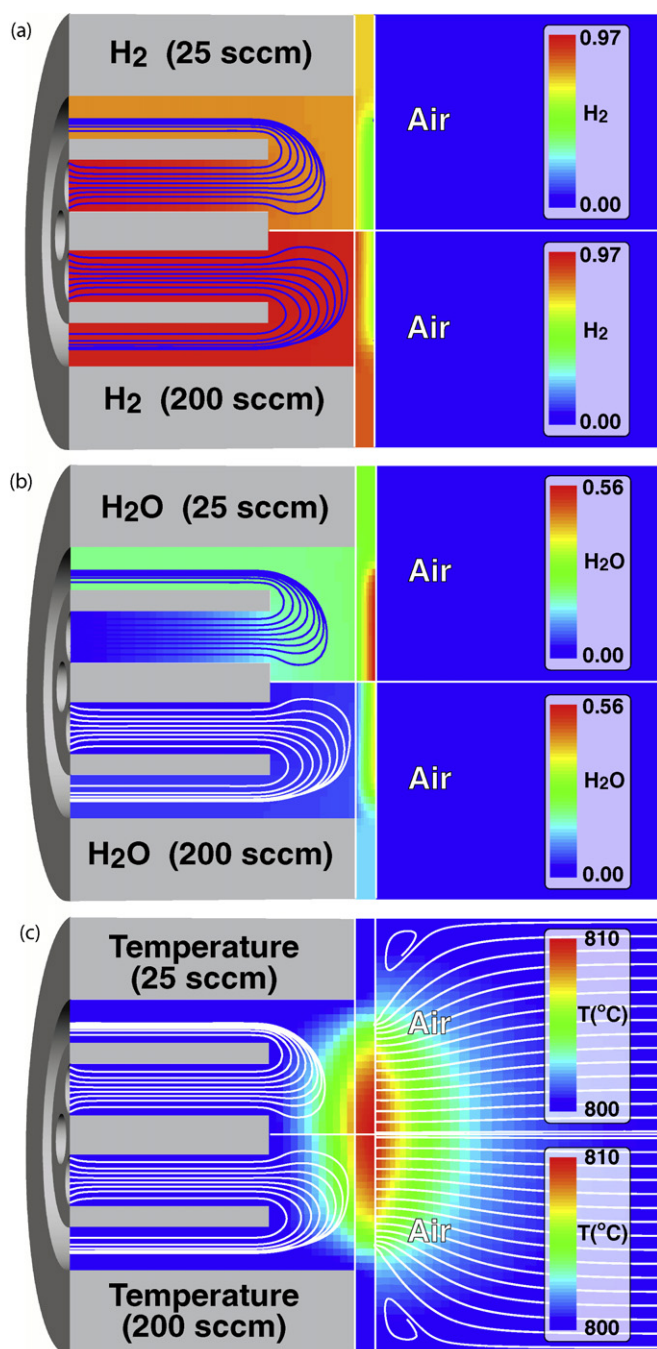 (a)
H2 (25 sccm)
Air
0.97
H2
0.00
Air
0.97
H2
0.00
H2 (200 sccm)
(b)
H2O (25 sccm)
Air
0.56
H2O
0.00
Air
0.56
H2O
0.00
H2O (200 sccm)
(c)
Temperature
(25 sccm)
Air
810
T(°C)
800
Air
810
T(°C)
800
Temperature
(200 sccm)